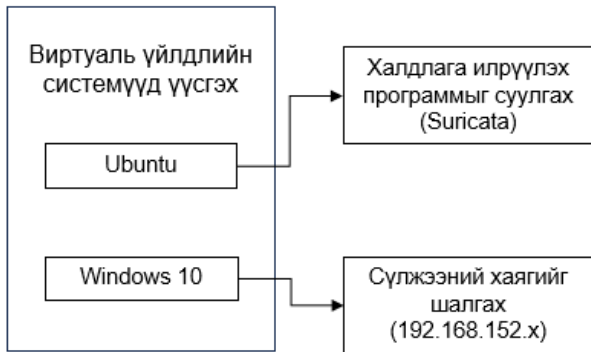 Виртуаль үйлдлийн
системүүд үүсгэх
Ubuntu
Windows 10
Халдлага илрүүлэх
программыг суулгах
(Suricata)
Сүлжээний хаягийг
шалгах
(192.168.152.x)